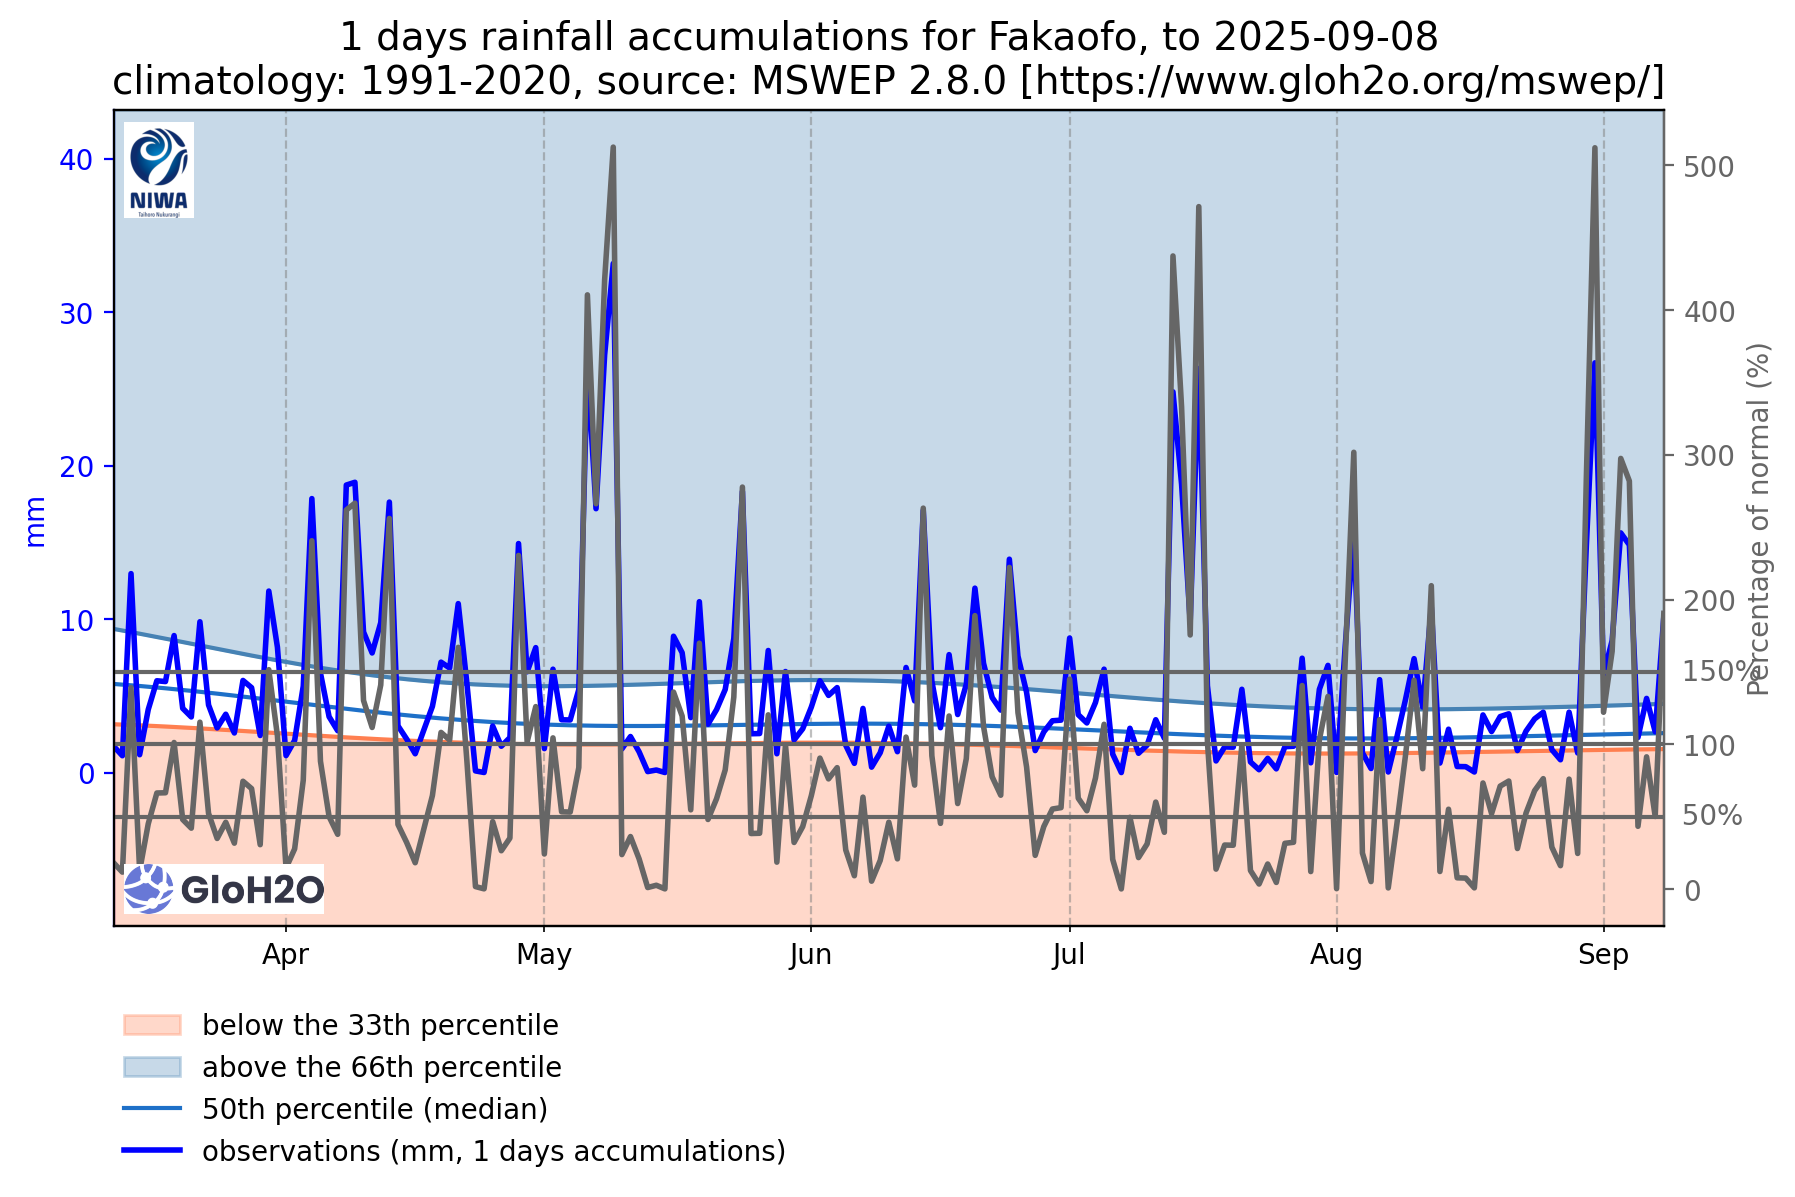 1 days rainfall accumulations for Fakaofo, to 2025-09-08
climatology: 1991-2020, source: MSWEP 2.8.0 [https://www.gloh2o.org/mswep/]
NIWA
Taihoro Nukurangi
40
30
20
10
0
mm
500
400
300
200
150%
100
50%
0
Percentage of normal (%)
GloH2O
Apr
May
Jun
Jul
Aug
Sep
below the 33th percentile
above the 66th percentile
50th percentile (median)
observations (mm, 1 days accumulations)